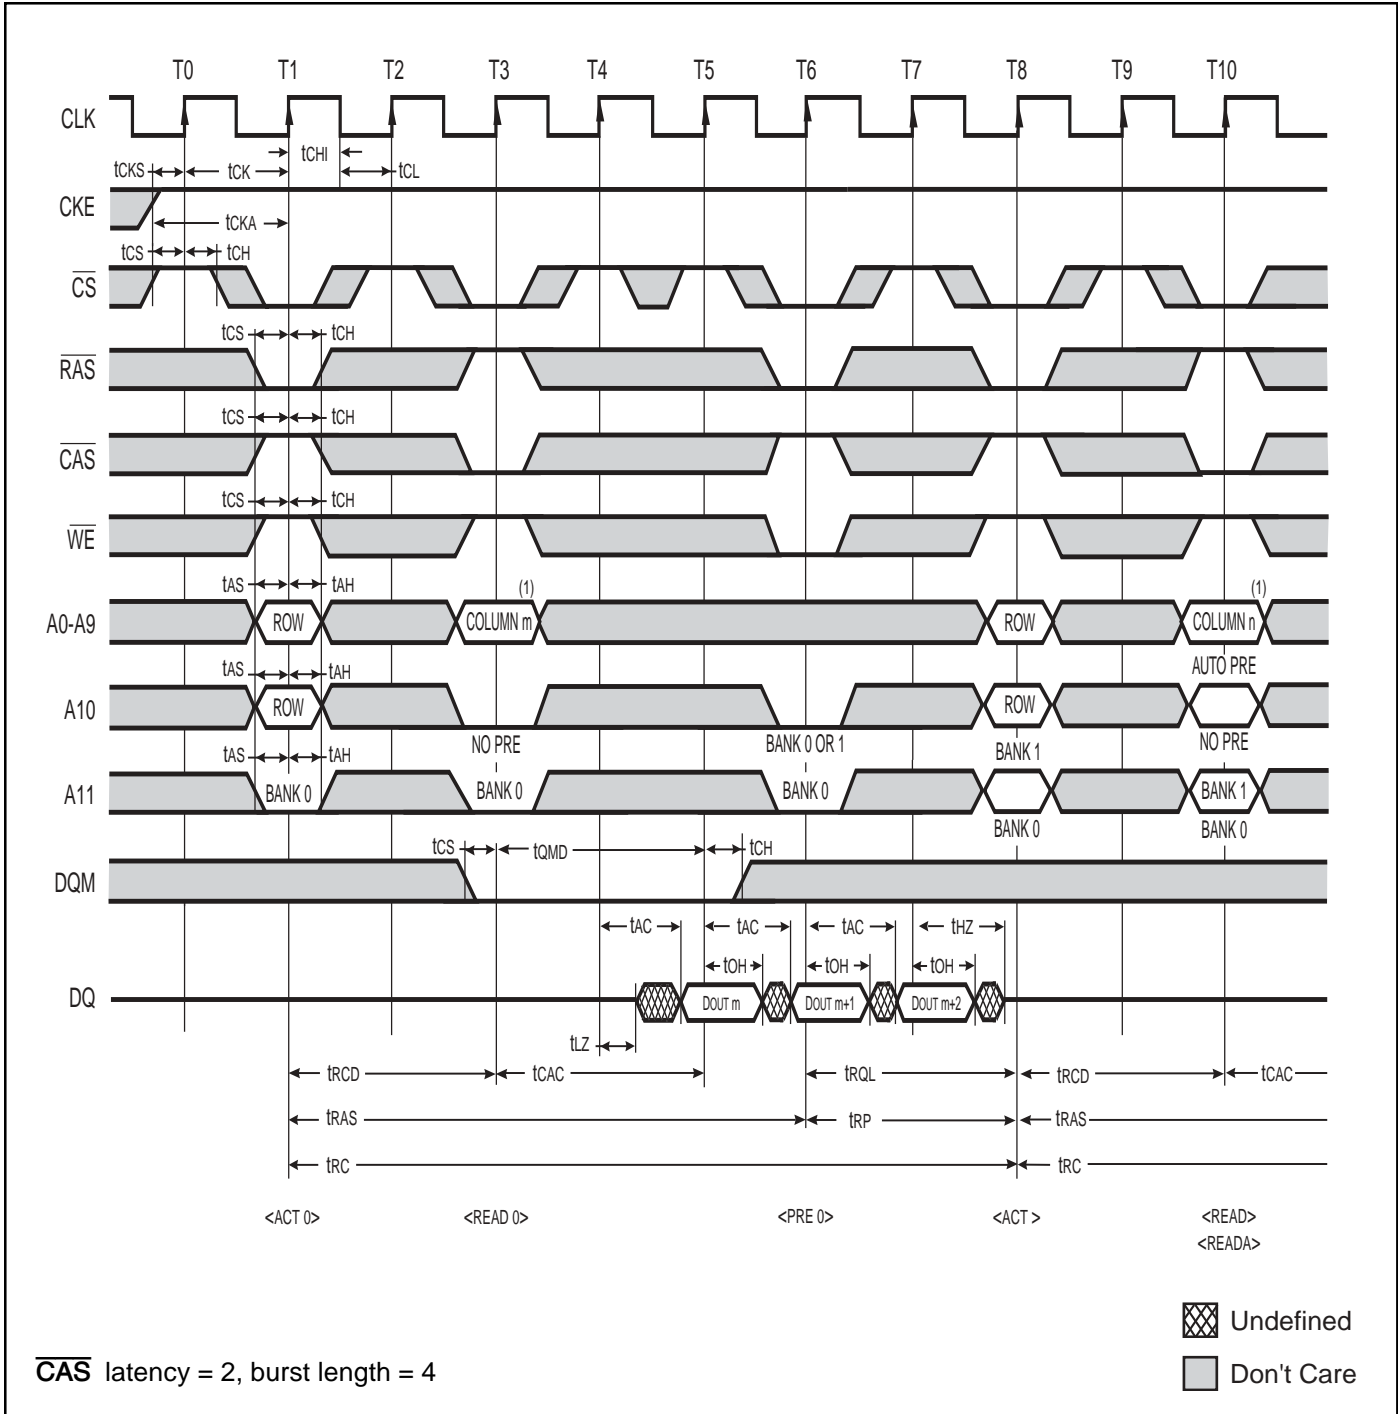 T0 T1 T2 T3 T4 T5 T6 T7 T8 T9 T10
CLK
tCHI
tCKS tCK tCL
CKE
tCKA
tCS tCH
CS
tCS tCH
RAS
tCS tCH
CAS
tCS tCH
WE
tAS tAH (1) (1)
A0-A9 ROW COLUMN m ROW COLUMN n
tAS tAH AUTO PRE
A10 ROW ROW
NO PRE BANK 0 OR 1 BANK 1 NO PRE
tAS tAH
A11 BANK 0 BANK 0 BANK 0 BANK 1
BANK 0 BANK 0
tCS tQMD tCH
DQM
tAC tAC tAC tHZ
tOH tOH tOH
DQ DOUT m DOUT m+1 DOUT m+2
tLZ
tRCD tCAC tRQL tRCD tCAC
tRAS tRP tRAS
tRC tRC
<ACT 0> <READ 0> <PRE 0> <ACT > <READ>
<READA>
Undefined
CAS latency = 2, burst length = 4
Don't Care